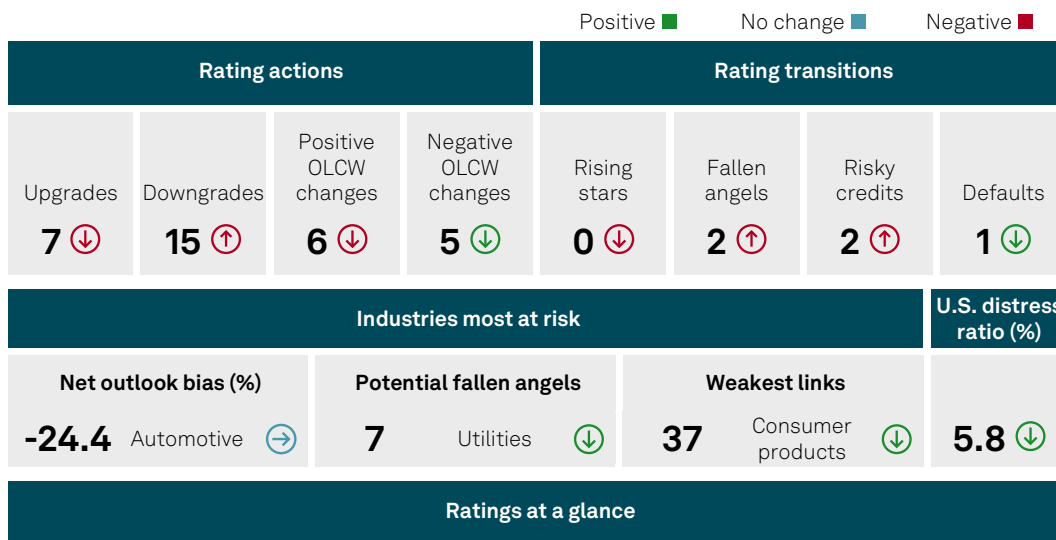 Positive No change Negative
Rating actions Rating transitions
Upgrades
7
Downgrades
15
Positive
OLCW
changes
6
Negative
OLCW
changes
5
Rising
stars
0
Fallen
angels
2
Risky
credits
2
Defaults
1
Industries most at risk
U.S. distress
ratio (%)
Net outlook bias (%)
-24.4 Automotive
Potential fallen angels
7 Utilities
Weakest links
37 Consumer
products
5.8
Ratings at a glance